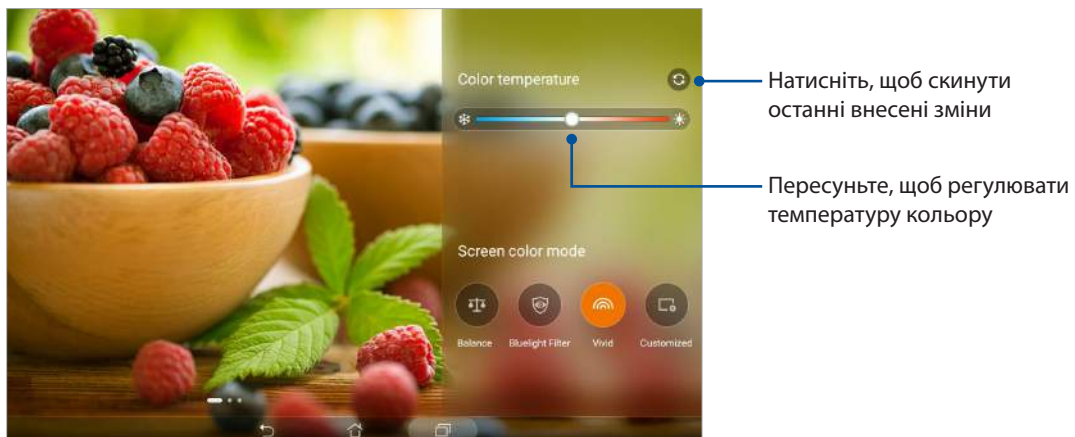 Color temperature
Натисніть, щоб скинути
останні внесені зміни
Пересуньте, щоб регулювати
температуру кольору
Screen color mode
Balance
Bluelight Filter
Vivid
Customized